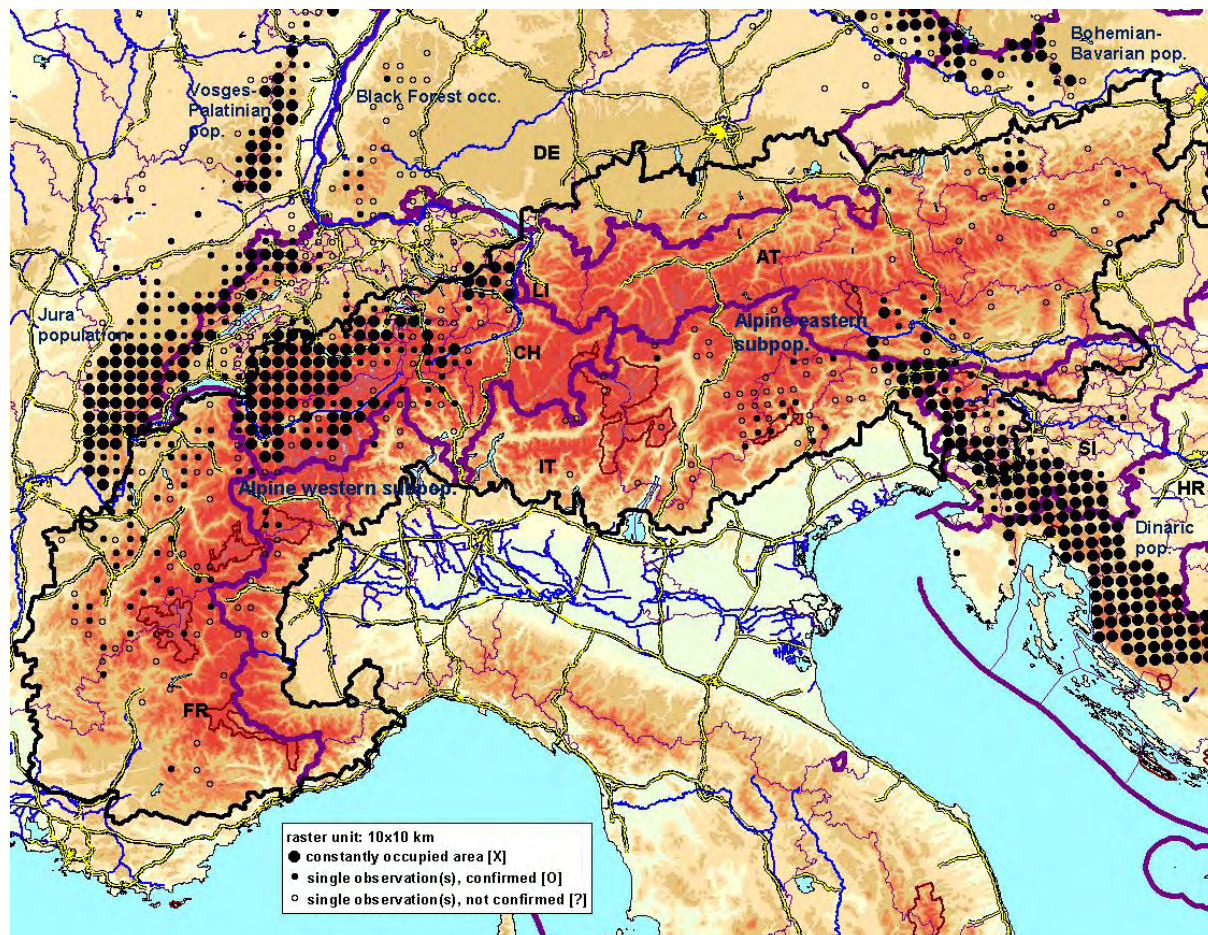 Bohemian-
Bavarian pop.
Vosges-
Palatinian
pop.
Black Forest occ.
DE
AT
LI
Jura
population
Alpine eastern
subpop.
CH
IT
SI
HR
Alpine western subpop.
Dinaric
pop.
FR
raster unit: 10x10 km
constantly occupied area [X]
single observation(s), confirmed [O]
single observation(s), not confirmed [?]